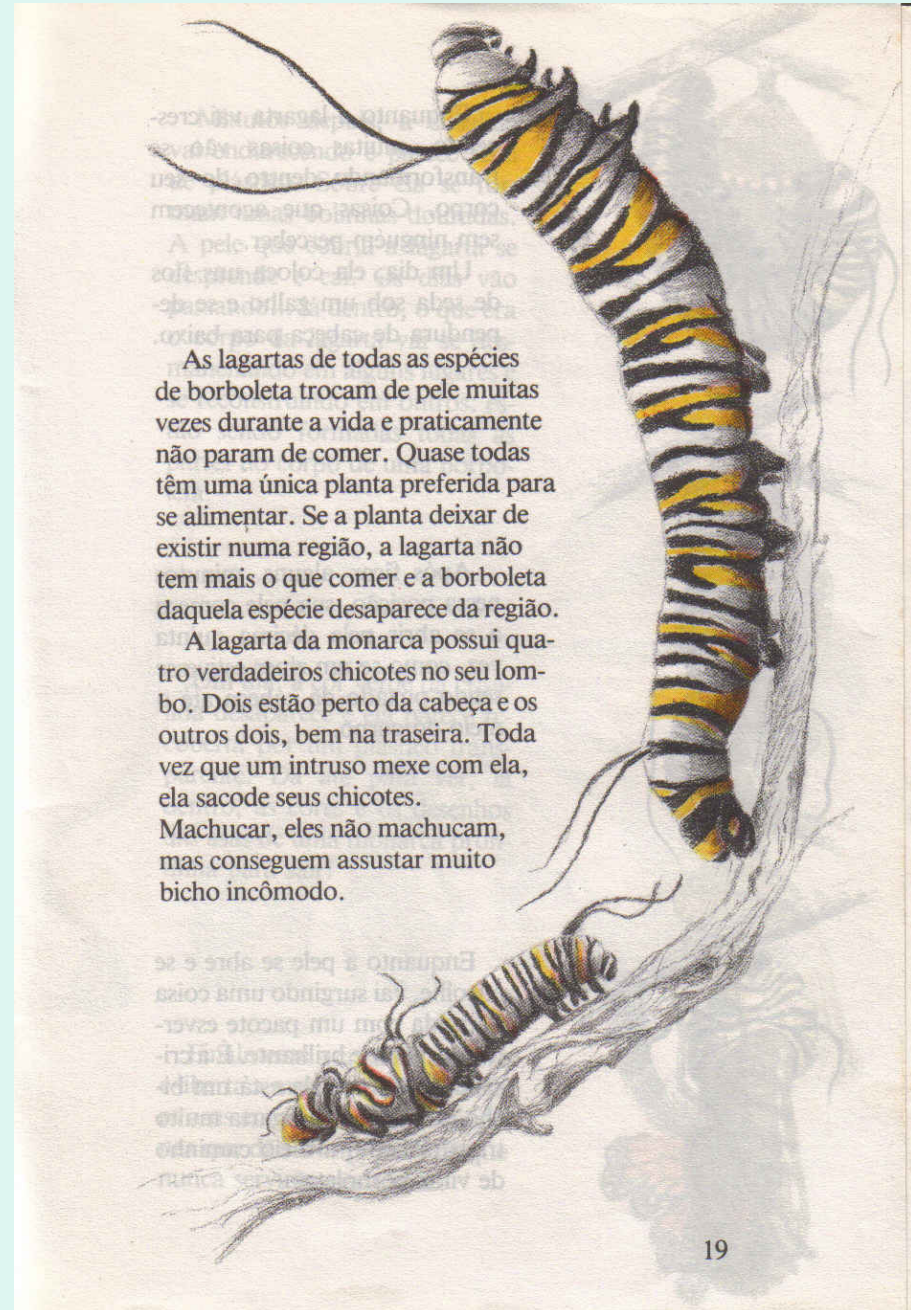 As lagartas de todas as espécies
de borboleta trocam de pele muitas
vezes durante a vida e praticamente
não param de comer. Quase todas
têm uma única planta preferida para
se alimentar. Se a planta deixar de
existir numa região, a lagarta não
tem mais o que comer e a borboleta
daquela espécie desaparece da região.
A lagarta da monarca possui qua-
tro verdadeiros chicotes no seu lom-
bo. Dois estão perto da cabeça e os
outros dois, bem na traseira. Toda
vez que um intruso mexe com ela,
ela sacode seus chicotes.
Machucar, eles não machucam,
mas conseguem assustar muito
bicho incômodo.
19